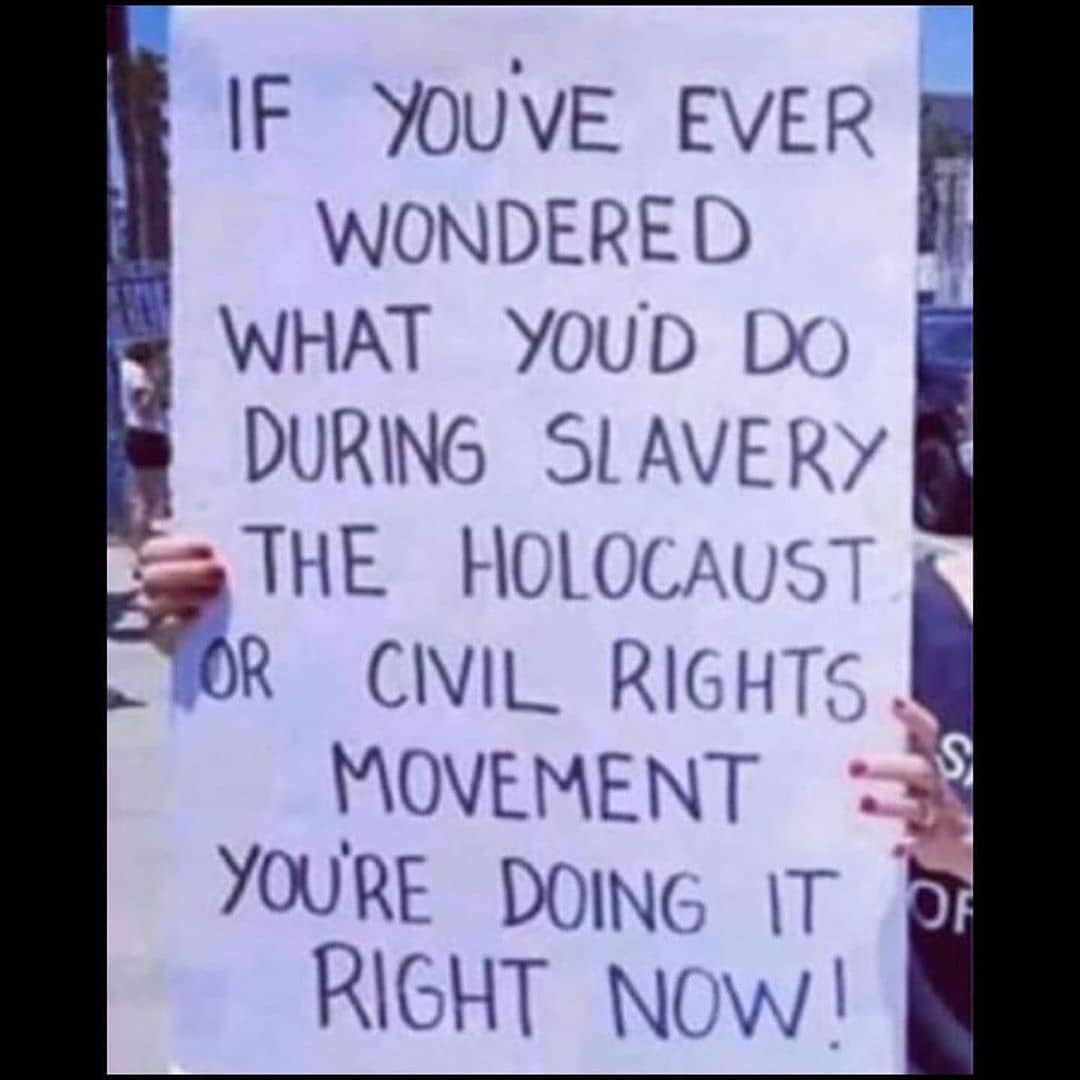 IF YOU'VE EVER
WONDERED
WHAT YOU'D DO
DURING SLAVERY
THE HOLOCAUST
OR CIVIL RIGHTS
MOVEMENT
YOU'RE DOING IT
RIGHT NOW!
OF